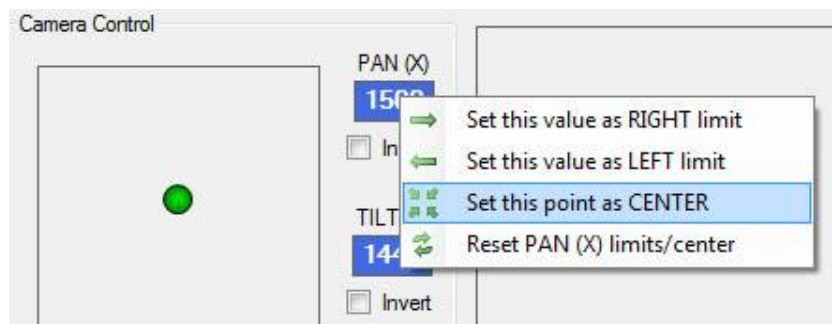 Camera Control
PAN (X)
Set this value as RIGHT limit
Set this value as LEFT limit
Set this point as CENTER
TILT
Reset PAN (X) limits/center
Invert